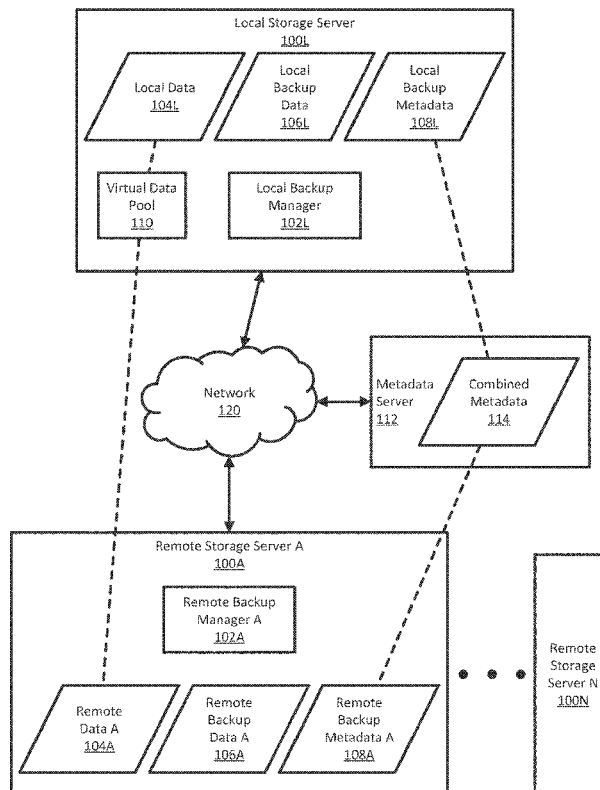 Local Storage Server
100L
Local Data
104L
Local
Backup
Data
106L
Local
Backup
Metadata
108L
Virtual Data
Pool
110
Local Backup
Manager
102L
Network
120
Metadata
Server
112
Combined
Metadata
114
Remote Storage Server A
100A
Remote Backup
Manager A
102A
Remote
Data A
104A
Remote
Backup
Data A
106A
Remote
Backup
Metadata A
108A
Remote
Storage
Server N
100N